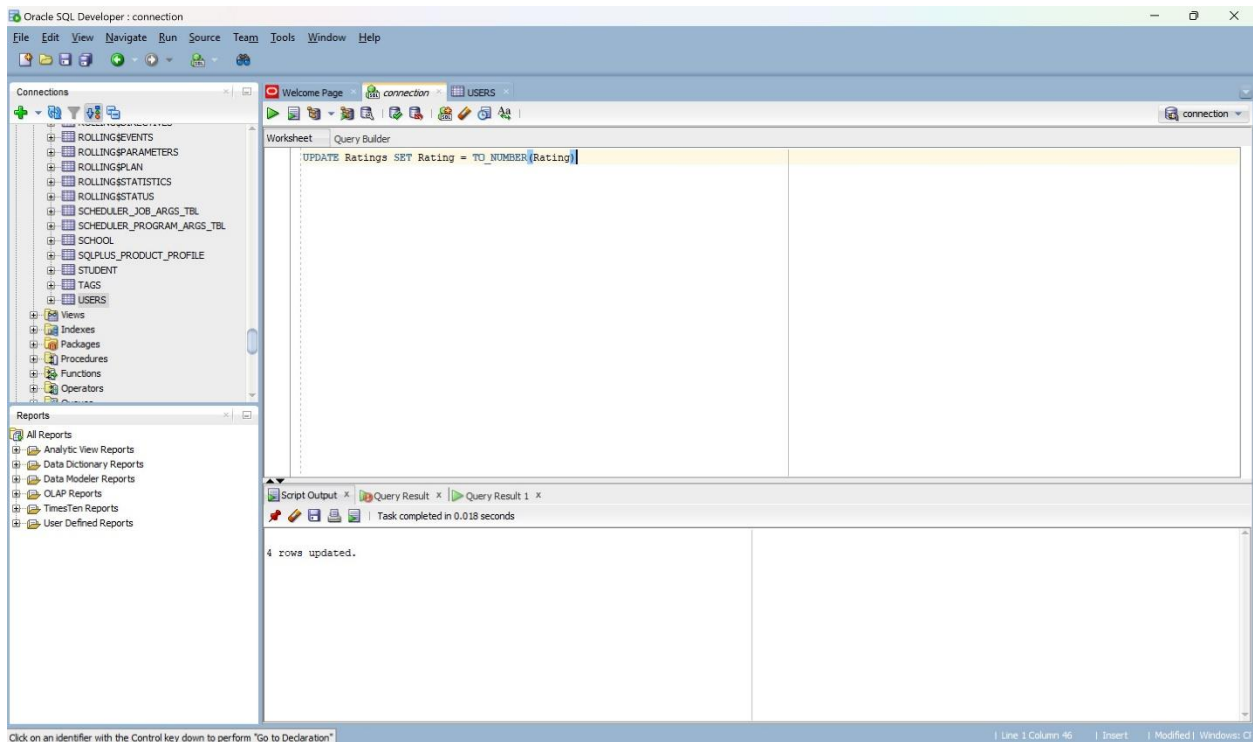 Oracle SQL Developer : connection
File Edit View Navigate Run Source Team Tools Window Help
Connections
ROLLING$EVENTS
ROLLING$PARAMETERS
ROLLING$PLAN
ROLLING$STATISTICS
ROLLING$STATUS
SCHEDULER_JOB_ARGS_TBL
SCHEDULER_PROGRAM_ARGS_TBL
SCHOOL
SQLPLUS_PRODUCT_PROFILE
STUDENT
TAGS
USERS
Views
Indexes
Packages
Procedures
Functions
Operators
Reports
All Reports
Analytic View Reports
Data Dictionary Reports
Data Modeler Reports
OLAP Reports
TimesTen Reports
User Defined Reports
Welcome Page connection USERS
connection
Worksheet Query Builder
UPDATE Ratings SET Rating = TO_NUMBER(Rating)
Script Output Query Result Query Result 1
Task completed in 0.018 seconds
4 rows updated.
Click on an identifier with the Control key down to perform "Go to Declaration"
Line 1 Column 46 Insert Modified Windows: